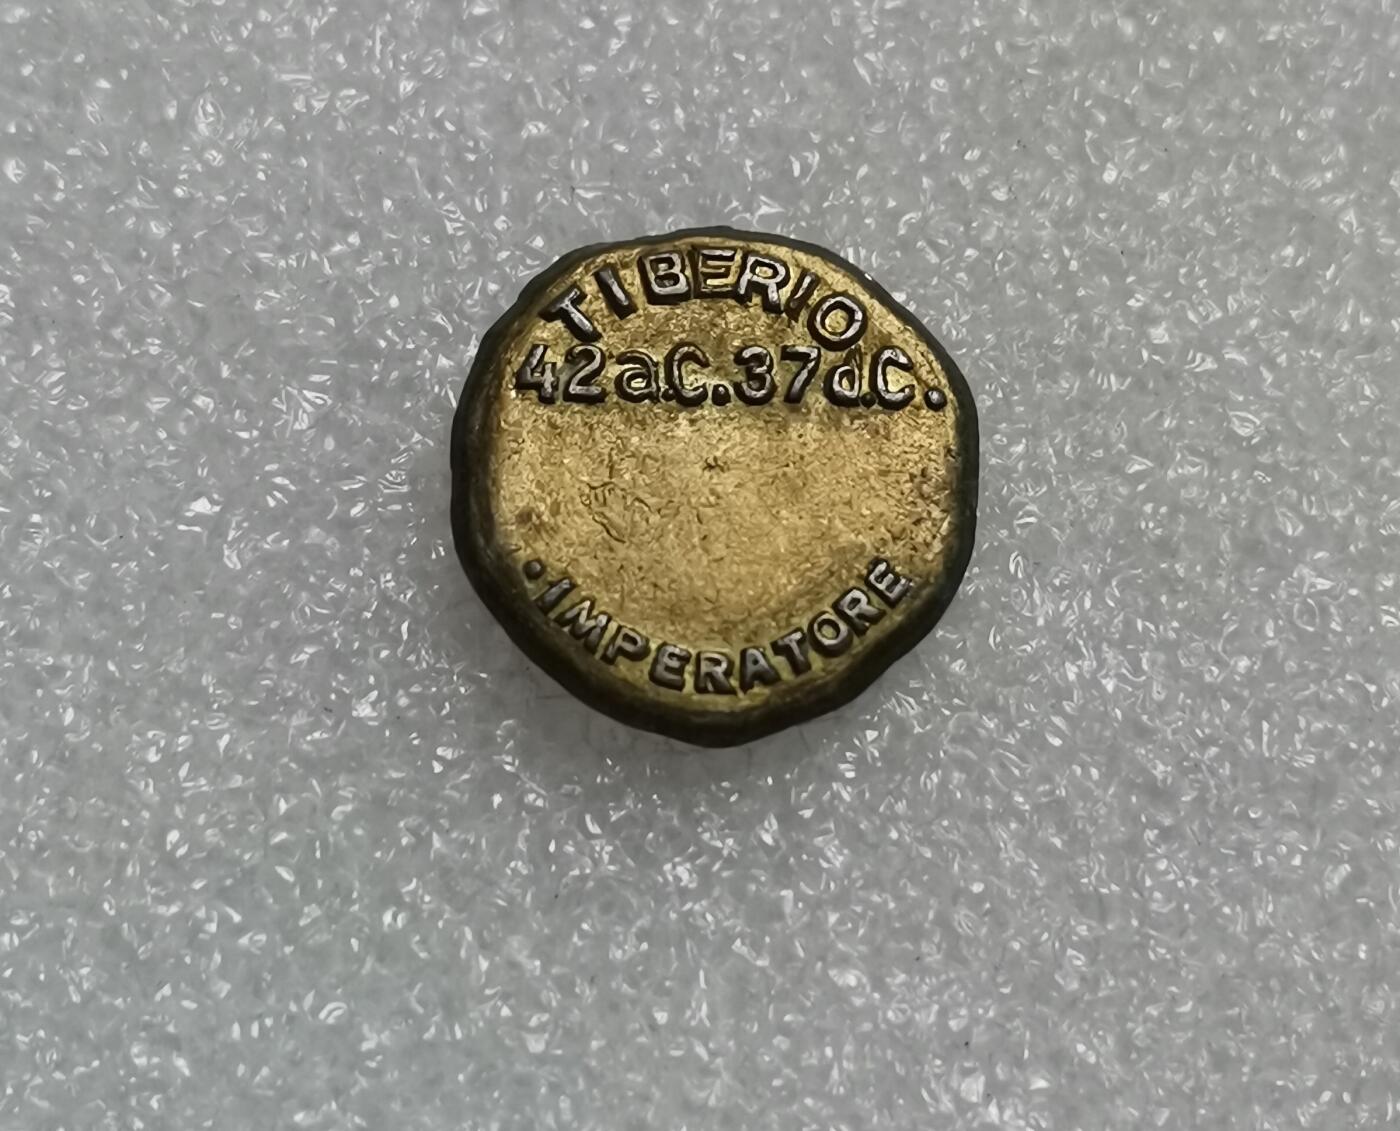 TIBERIO
42a.C.37d.C.
·IMPERATORE